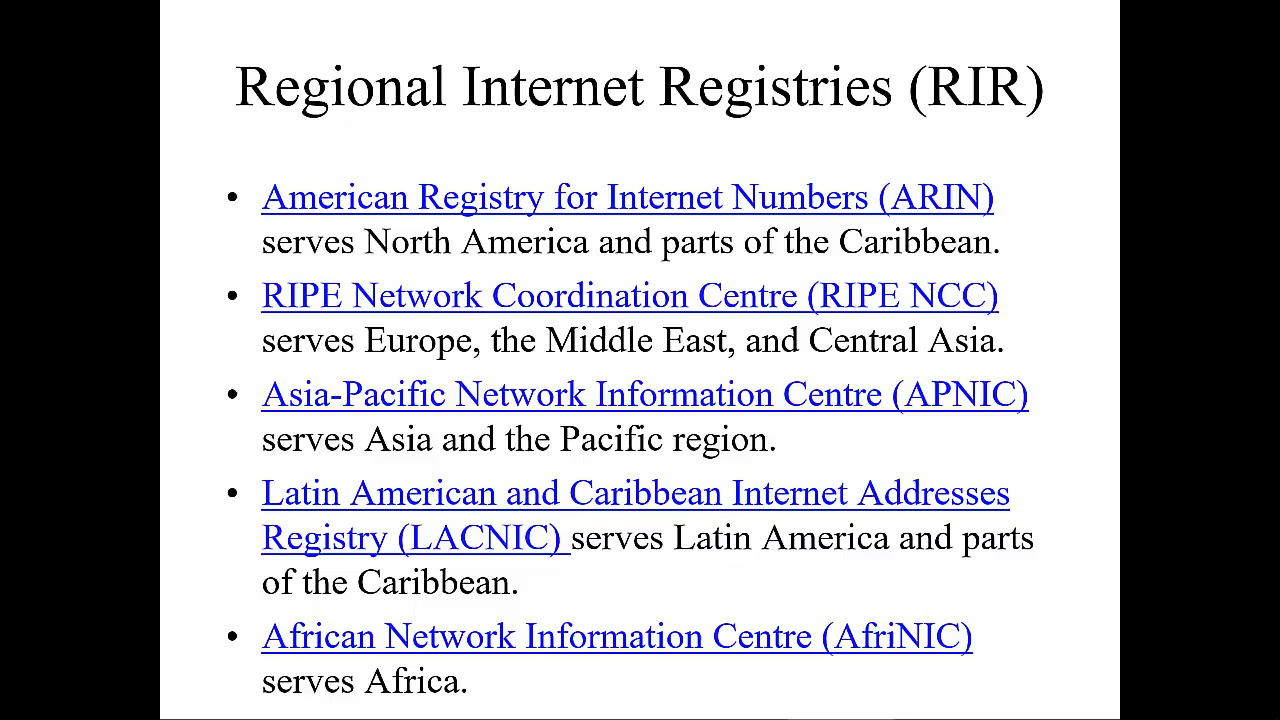 Regional Internet Registries (RIR)
• American Registry for Internet Numbers (ARIN)
serves North America and parts of the Caribbean.
• RIPE Network Coordination Centre (RIPE NCC)
serves Europe, the Middle East, and Central Asia.
• Asia-Pacific Network Information Centre (APNIC)
serves Asia and the Pacific region.
• Latin American and Caribbean Internet Addresses
Registry (LACNIC) serves Latin America and parts
of the Caribbean.
• African Network Information Centre (AfriNIC)
serves Africa.